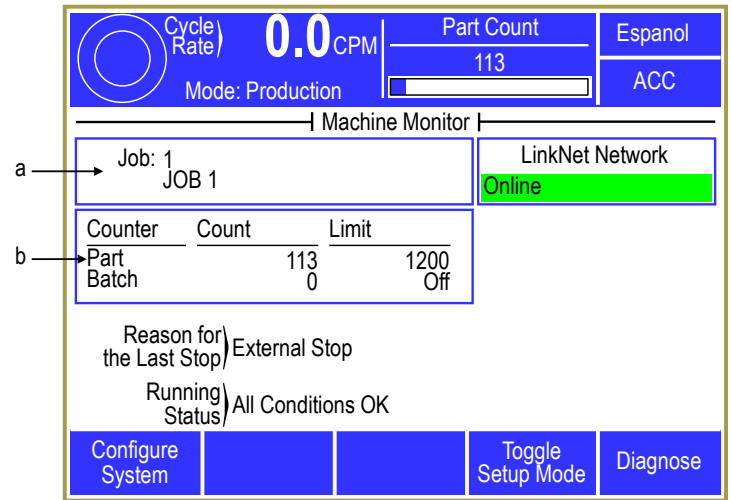 Cycle Rate) 0.0 CPM
Mode: Production
Part Count
113
Espanol
ACC
Machine Monitor
a
Job: 1
JOB 1
LinkNet Network
Online
b
Counter Count Limit
Part 113 1200
Batch 0 Off
Reason for
the Last Stop) External Stop
Running
Status) All Conditions OK
Configure
System
Toggle
Setup Mode
Diagnose